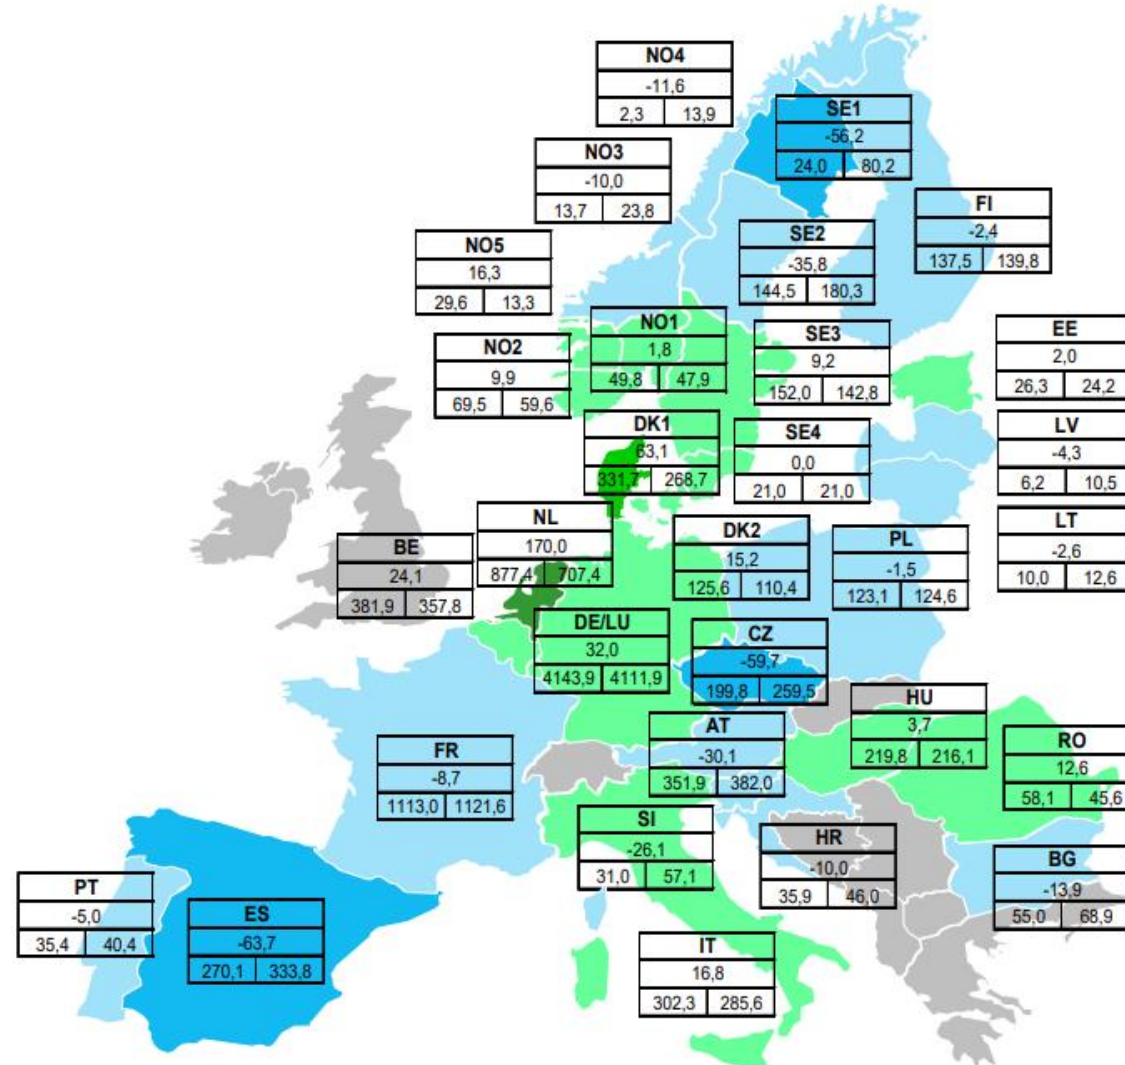 NO4
-11,6
2,3 13,9
SE1
-56,2
24,0 80,2
NO3
-10,0
13,7 23,8
FI
-2,4
137,5 139,8
SE2
-35,8
144,5 180,3
NO5
16,3
29,6 13,3
NO1
1,8
49,8 47,9
SE3
9,2
152,0 142,8
EE
2,0
26,3 24,2
NO2
9,9
69,5 59,6
DK1
63,1
331,7 268,7
SE4
0,0
21,0 21,0
LV
-4,3
6,2 10,5
NL
170,0
877,4 707,4
LT
-2,6
10,0 12,6
DK2
15,2
125,6 110,4
PL
-1,5
123,1 124,6
BE
24,1
381,9 357,8
DE/LU
32,0
4143,9 4111,9
CZ
-59,7
199,8 259,5
HU
3,7
219,8 216,1
AT
-30,1
351,9 382,0
RO
12,6
58,1 45,6
FR
-8,7
1113,0 1121,6
SI
-26,1
31,0 57,1
HR
-10,0
35,9 46,0
BG
-13,9
55,0 68,9
PT
-5,0
35,4 40,4
ES
-63,7
270,1 333,8
IT
16,8
302,3 285,6